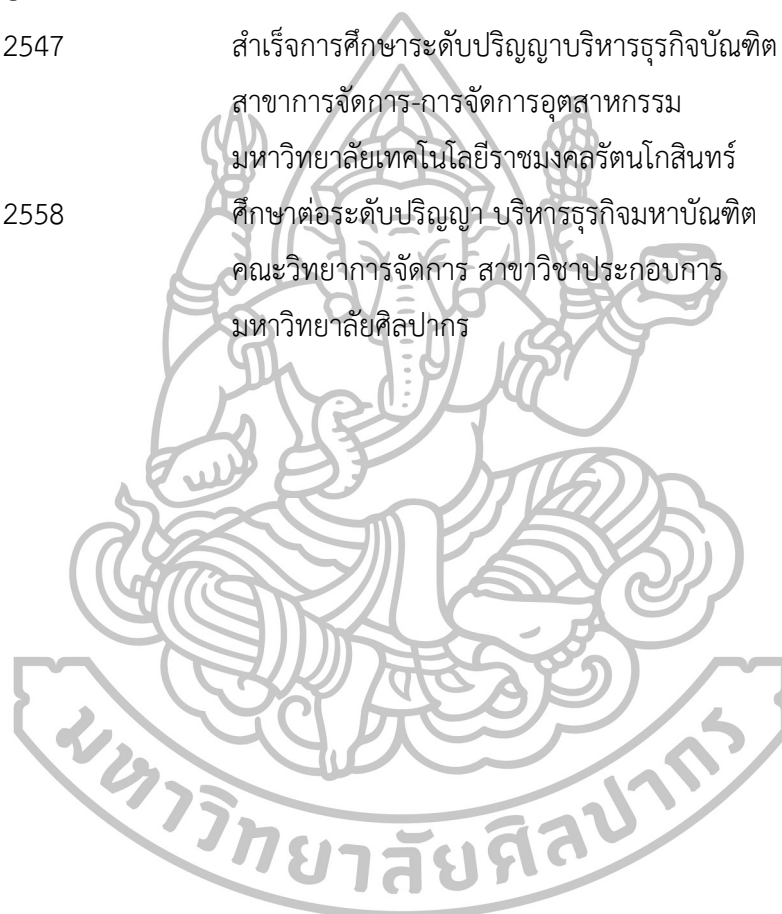 2547 สำเร็จการศึกษาระดับปริญญาบริหารธุรกิจบัณฑิต
สาขาการจัดการ-การจัดการอุตสาหกรรม
มหาวิทยาลัยเทคโนโลยีราชมงคลรัตนโกสินทร์
2558 ศึกษาต่อระดับปริญญา บริหารธุรกิจมหาบัณฑิต
คณะวิทยาการจัดการ สาขาวิชาประกอบการ
มหาวิทยาลัยศิลปากร
มหาวิทยาลัยศิลปากร